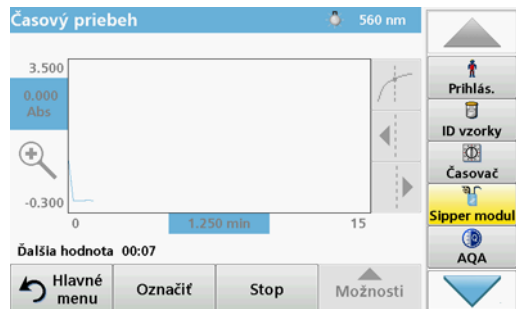 Časový priebeh
560 nm
3.500
0.000
Abs
-0.300
0
1.250 min
15
Ďalšia hodnota 00:07
Hlavné
menu
Označiť
Stop
Možnosti
Prihlás.
ID vzorky
Časovač
Sipper modul
AQA